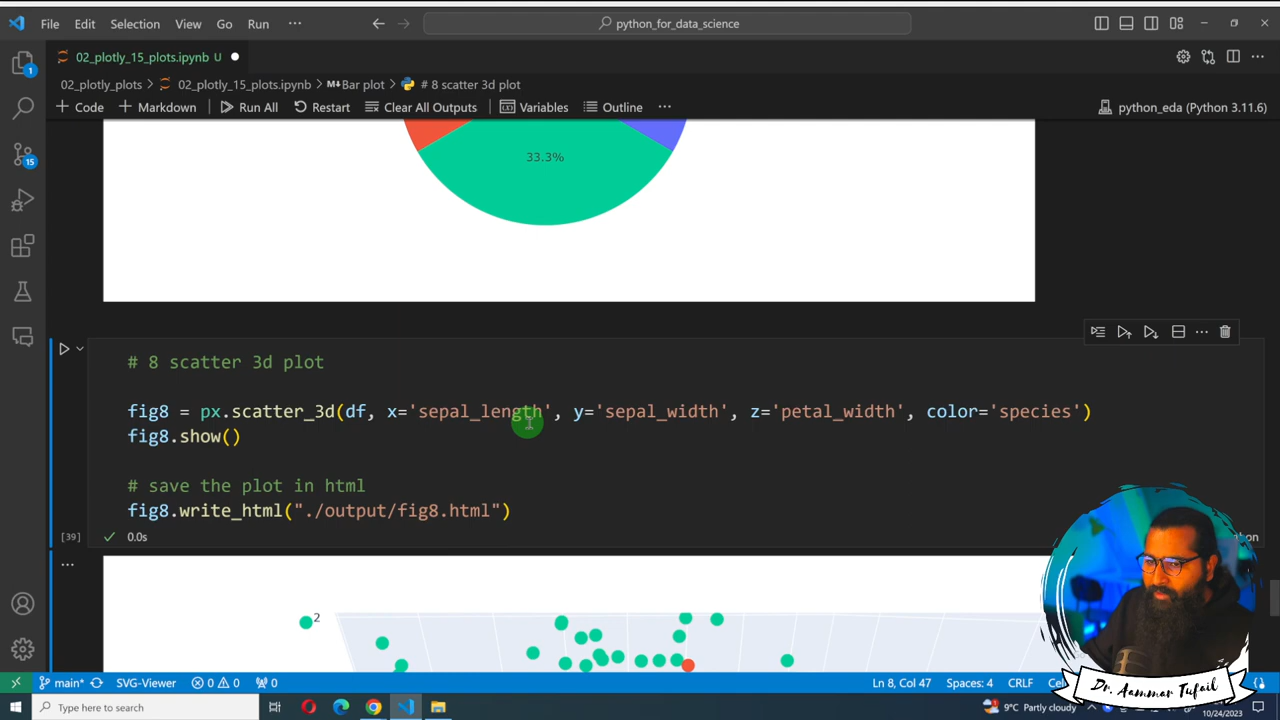 File Edit Selection View Go Run ··· python_for_data_science
02_plotly_15_plots.ipynb U
02_plotly_plots > 02_plotly_15_plots.ipynb > M↓Bar plot > # 8 scatter 3d plot
+ Code + Markdown Run All Restart Clear All Outputs Variables Outline ··· python_eda (Python 3.11.6)
1
15
33.3%
# 8 scatter 3d plot
fig8 = px.scatter_3d(df, x='sepal_length', y='sepal_width', z='petal_width', color='species')
fig8.show()
# save the plot in html
fig8.write_html("./output/fig8.html")
[39] 0.0s
2
main* SVG-Viewer 0 0 0 Ln 8, Col 47 Spaces: 4 CRLF
Dr. Aammar Tufail
Type here to search 9°C Partly cloudy 10/24/2023